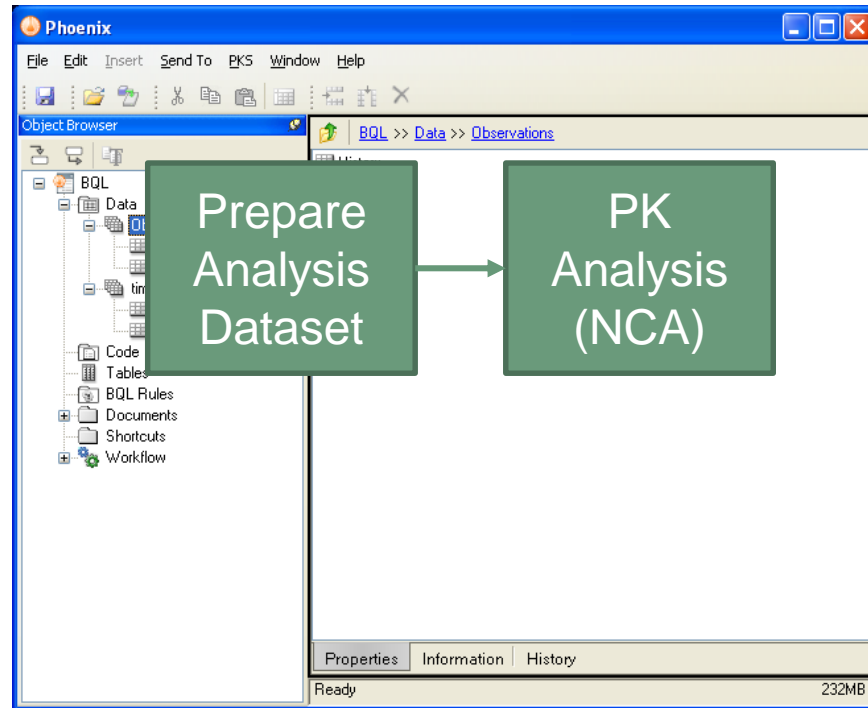 Phoenix
File Edit Insert Send To PKS Window Help
Object Browser
BQL >> Data >> Observations
BQL
Data
Code
Tables
BQL Rules
Documents
Shortcuts
Workflow
Prepare
Analysis
Dataset
PK
Analysis
(NCA)
Properties Information History
Ready 232MB